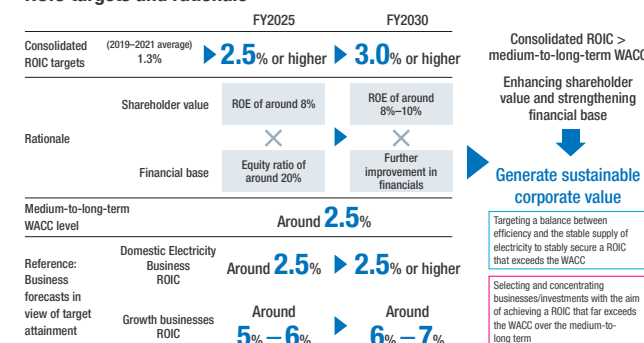 ROIC targets and rationale
FY2025
FY2030
Consolidated
ROIC targets
(2019–2021 average)
1.3%
2.5% or higher
3.0% or higher
Rationale
Shareholder value
ROE of around 8%
ROE of around
8%–10%
Financial base
Equity ratio of
around 20%
Further
improvement in
financials
Medium-to-long-term
WACC level
Around 2.5%
Reference:
Business
forecasts in
view of target
attainment
Domestic Electricity
Business
ROIC
Around 2.5%
2.5% or higher
Growth businesses
ROIC
Around
5%–6%
Around
6%–7%
Consolidated ROIC >
medium-to-long-term WACC
Enhancing shareholder
value and strengthening
financial base
Generate sustainable
corporate value
Targeting a balance between
efficiency and the stable supply of
electricity to stably secure a ROIC
that exceeds the WACC
Selecting and concentrating
businesses/investments with the aim
of achieving a ROIC that far exceeds
the WACC over the medium-to-
long term